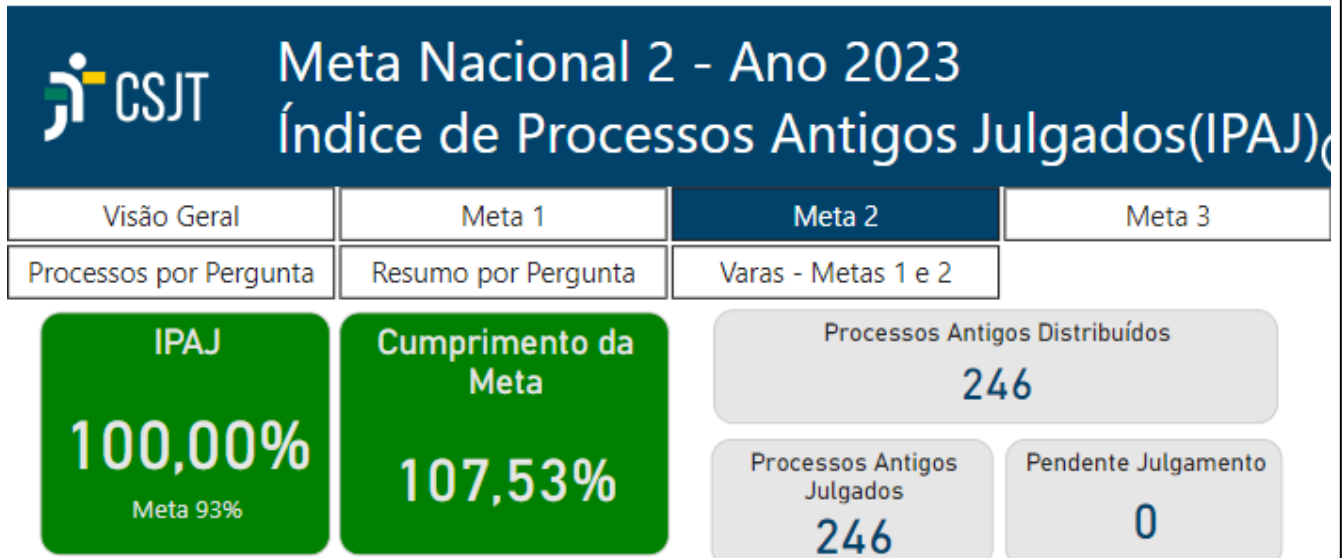 CSJT
Meta Nacional 2 - Ano 2023
Índice de Processos Antigos Julgados(IPAJ)
Visão Geral
Meta 1
Meta 2
Meta 3
Processos por Pergunta
Resumo por Pergunta
Varas - Metas 1 e 2
IPAJ
100,00%
Meta 93%
Cumprimento da
Meta
107,53%
Processos Antigos Distribuídos
246
Processos Antigos
Julgados
246
Pendente Julgamento
0